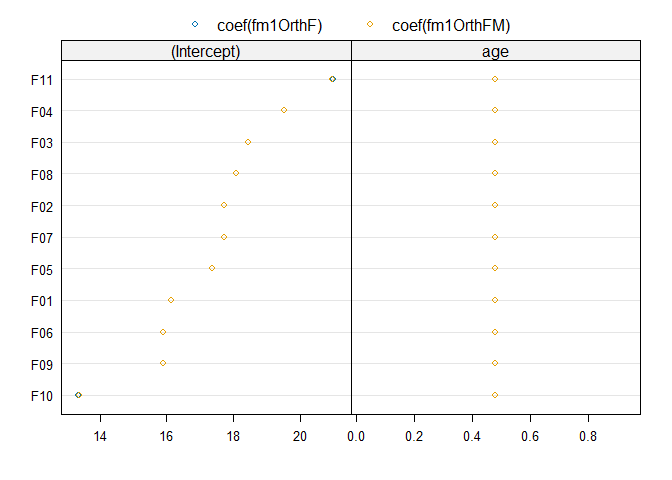 coef(fm1OrthF) coef(fm1OrthFM)
(Intercept) age
F11
F04
F03
F08
F02
F07
F05
F01
F06
F09
F10
14 16 18 20 0.0 0.2 0.4 0.6 0.8